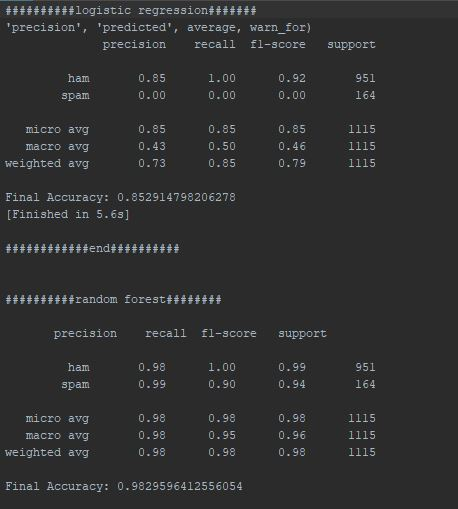 ##########logistic regression#######
'precision', 'predicted', average, warn_for)
precision recall f1-score support
ham 0.85 1.00 0.92 951
spam 0.00 0.00 0.00 164
micro avg 0.85 0.85 0.85 1115
macro avg 0.43 0.50 0.46 1115
weighted avg 0.73 0.85 0.79 1115
Final Accuracy: 0.852914798206278
[Finished in 5.6s]
############end##########
##########random forest########
precision recall f1-score support
ham 0.98 1.00 0.99 951
spam 0.99 0.90 0.94 164
micro avg 0.98 0.98 0.98 1115
macro avg 0.98 0.95 0.96 1115
weighted avg 0.98 0.98 0.98 1115
Final Accuracy: 0.9829596412556054